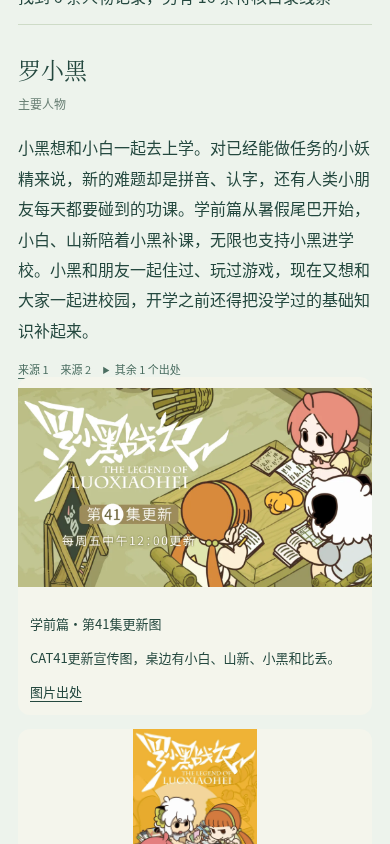 罗小黑
主要人物
小黑想和小白一起去上学。对已经能做任务的小妖
精来说，新的难题却是拼音、认字，还有人类小朋
友每天都要碰到的功课。学前篇从暑假尾巴开始，
小白、山新陪着小黑补课，无限也支持小黑进学
校。小黑和朋友一起住过、玩过游戏，现在又想和
大家一起进校园，开学之前还得把没学过的基础知
识补起来。
来源 1 来源 2 ▶ 其余 1 个出处
罗小黑战记
THE LEGEND OF
LUOXIAOHEI
第41集更新
每周五中午12:00更新
学前篇·第41集更新图
CAT41更新宣传图，桌边有小白、山新、小黑和比丢。
图片出处
罗小黑战记
THE LEGEND OF
LUOXIAOHEI